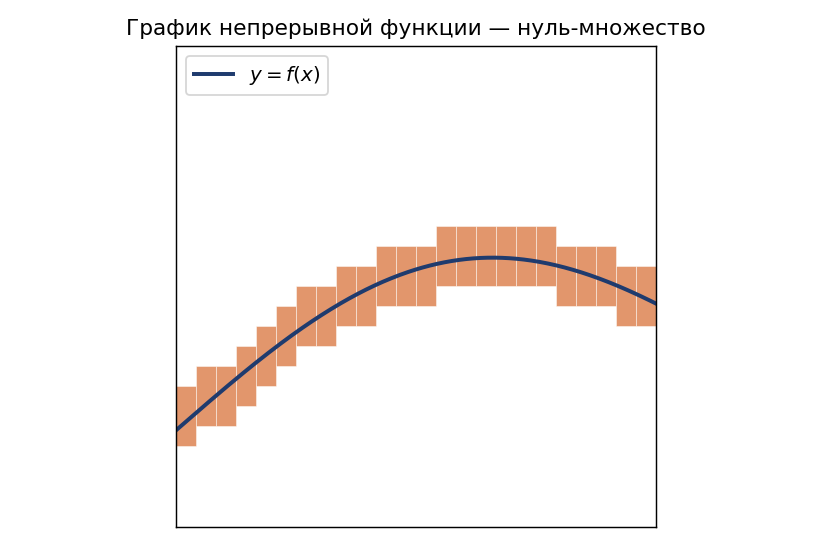 График непрерывной функции — нуль-множество
y = f(x)